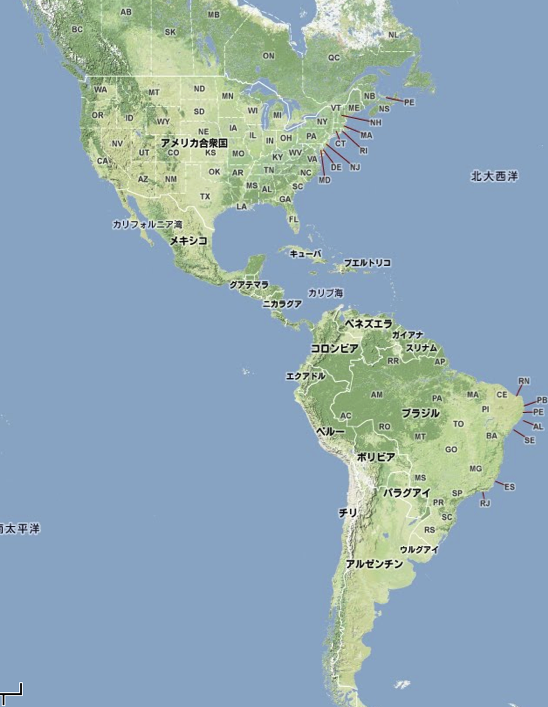 AB
MB
BC
SK
NL
ON
QC
NB
PE
WA
MT
ND
MN
VT
ME
NS
OR
ID
SD
WI
MI
NY
NH
WY
NE
IA
MA
NV
UT
CO
アメリカ合衆国
KS
IL
IN
OH
PA
CT
RI
CA
MO
WV
KY
VA
DE
NJ
AZ
NM
OK
AR
TN
NC
MD
TX
MS
AL
SC
北大西洋
LA
GA
FL
カリフォルニア湾
メキシコ
キューバ
プエルトリコ
グアテマラ
カリブ海
ニカラグア
ベネズエラ
ガイアナ
コロンビア
スリナム
RR
AP
エクアドル
RN
AM
PA
MA
CE
PB
AC
ブラジル
PI
PE
RO
TO
AL
ペルー
MT
BA
SE
GO
ボリビア
MG
MS
ES
パラグアイ
SP
RJ
チリ
PR
SC
南太平洋
RS
ウルグアイ
アルゼンチン